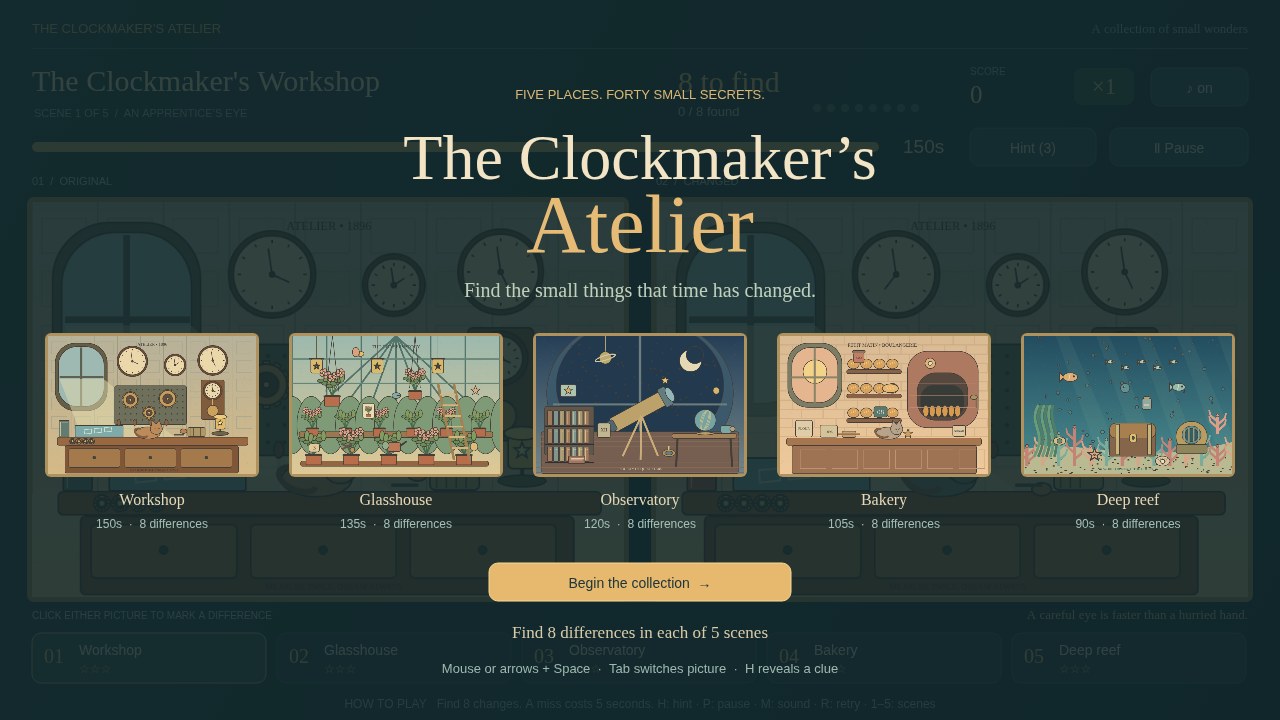 THE CLOCKMAKER'S ATELIER
A collection of small wonders
The Clockmaker's Workshop
8 to find
SCORE
0
×1
♪ on
SCENE 1 OF 5 / AN APPRENTICE'S EYE
0 / 8 found
FIVE PLACES. FORTY SMALL SECRETS.
150s
Hint (3)
Ⅱ Pause
The Clockmaker’s
Atelier
01 / ORIGINAL
02 / CHANGED
ATELIER • 1896
ATELIER • 1896
Find the small things that time has changed.
Workshop
150s · 8 differences
Glasshouse
135s · 8 differences
Observatory
120s · 8 differences
Bakery
105s · 8 differences
Deep reef
90s · 8 differences
Begin the collection →
CLICK EITHER PICTURE TO MARK A DIFFERENCE
A careful eye is faster than a hurried hand.
Find 8 differences in each of 5 scenes
01 Workshop
☆☆☆
02 Glasshouse
☆☆☆
03 Observatory
04 Bakery
05 Deep reef
☆☆☆
Mouse or arrows + Space · Tab switches picture · H reveals a clue
HOW TO PLAY · Find 8 changes. A miss costs 5 seconds. H: hint · P: pause · M: sound · R: retry · 1–5: scenes